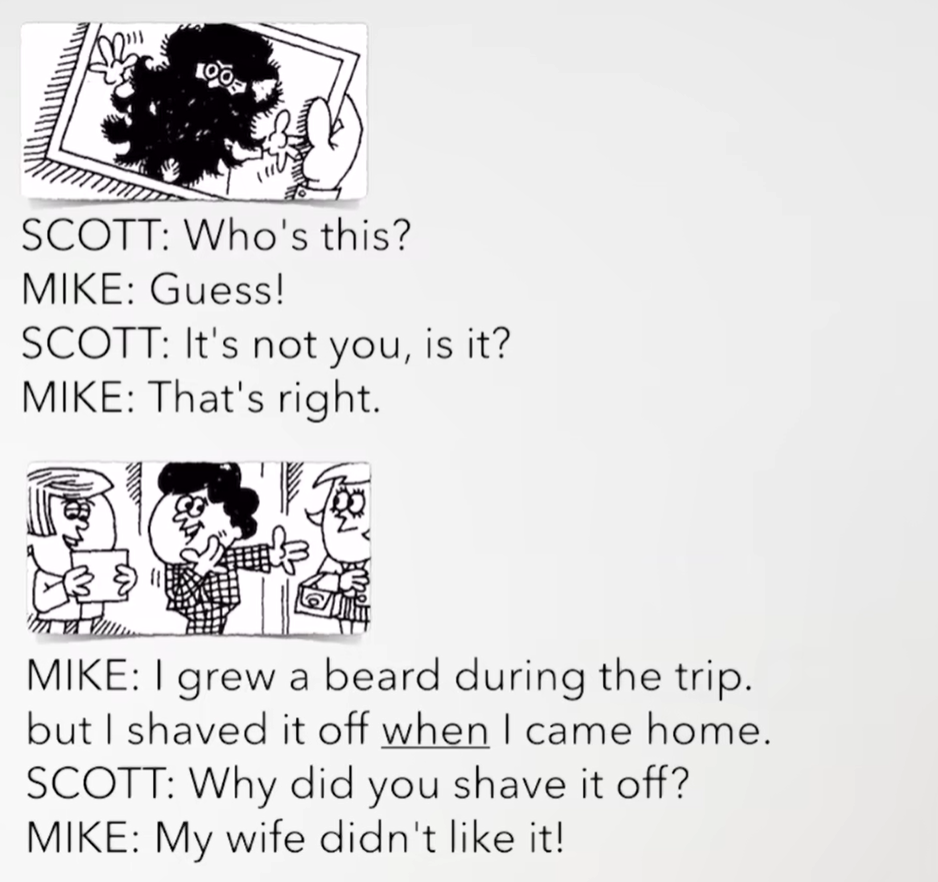 SCOTT: Who's this?
MIKE: Guess!
SCOTT: It's not you, is it?
MIKE: That's right.
MIKE: I grew a beard during the trip.
but I shaved it off when I came home.
SCOTT: Why did you shave it off?
MIKE: My wife didn't like it!